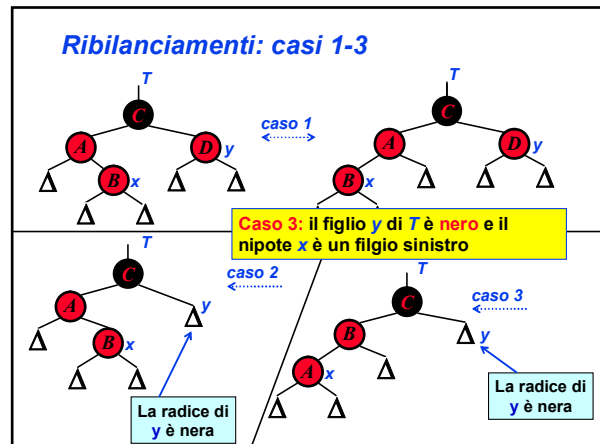 Ribilanciamenti: casi 1-3
T
C
A
D
y
B
x
caso 1
T
C
A
D
y
B
x
Caso 3: il figlio y di T è nero e il
nipote x è un filgio sinistro
T
C
caso 2
y
A
B
x
La radice di
y è nera
T
C
caso 3
B
y
A
x
La radice di
y è nera